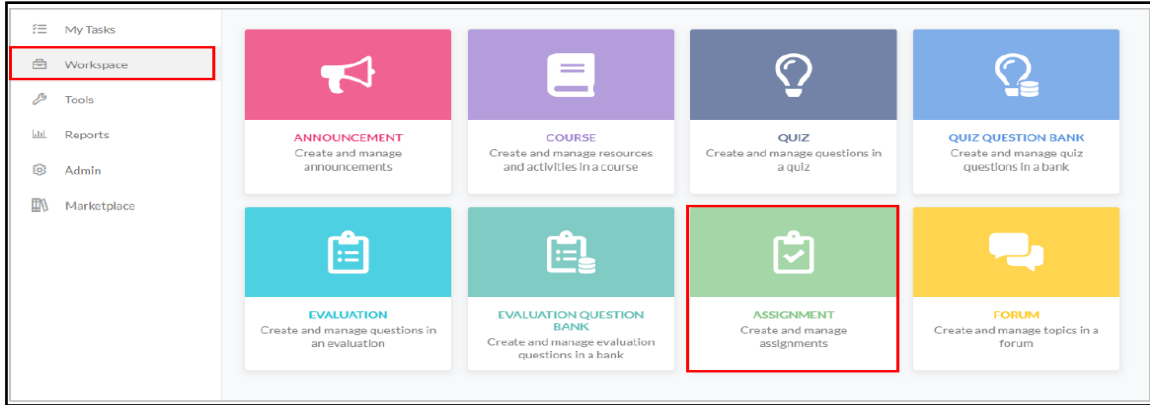 My Tasks
Workspace
Tools
Reports
Admin
Marketplace
ANNOUNCEMENT
Create and manage
announcements
COURSE
Create and manage resources
and activities in a course
QUIZ
Create and manage questions in
a quiz
QUIZ QUESTION BANK
Create and manage quiz
questions in a bank
EVALUATION
Create and manage questions in
an evaluation
EVALUATION QUESTION
BANK
Create and manage evaluation
questions in a bank
ASSIGNMENT
Create and manage
assignments
FORUM
Create and manage topics in a
forum